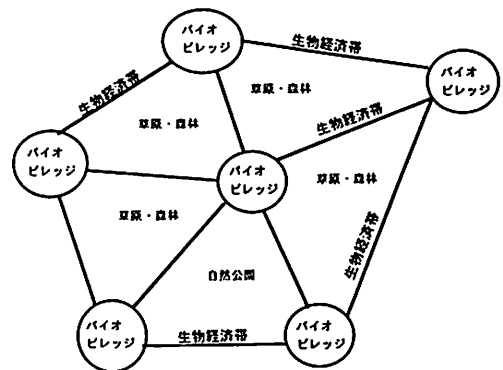 バイオ
ビレッジ
生物経済帯
バイオ
ビレッジ
生物経済帯
草原・森林
生物経済帯
草原・森林
バイオ
ビレッジ
バイオ
ビレッジ
草原・森林
草原・森林
生物経済帯
自然公園
バイオ
ビレッジ
生物経済帯
バイオ
ビレッジ